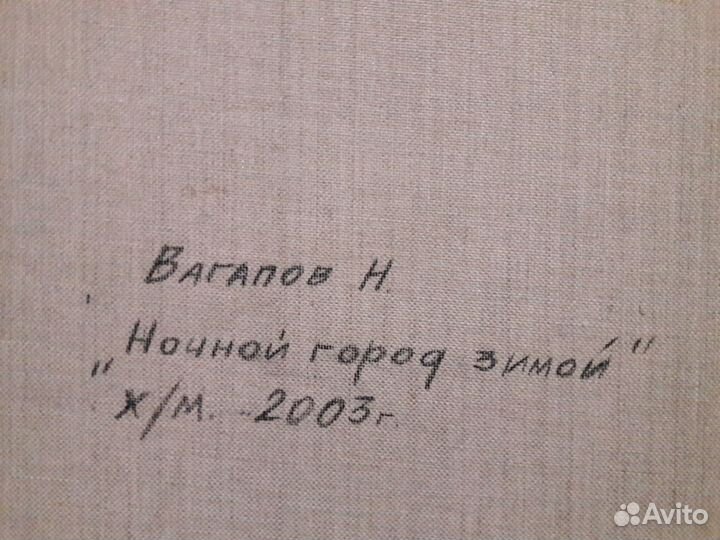 Вагапов Н.
"Ночной город зимой"
х/м. 2003г.
Avito